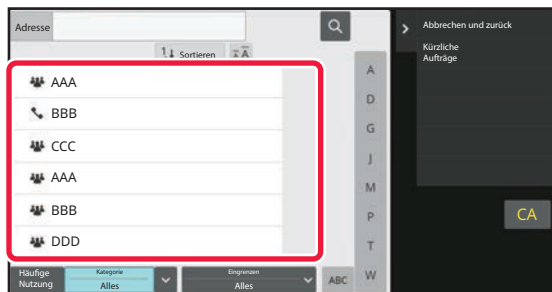 Adresse
Sortieren
AAA
BBB
CCC
AAA
BBB
DDD
A
D
G
J
M
P
T
W
Häufige
Nutzung
Kategorie
Alles
Eingrenzen
Alles
ABC
Abbrechen und zurück
Kürzliche
Aufträge
CA